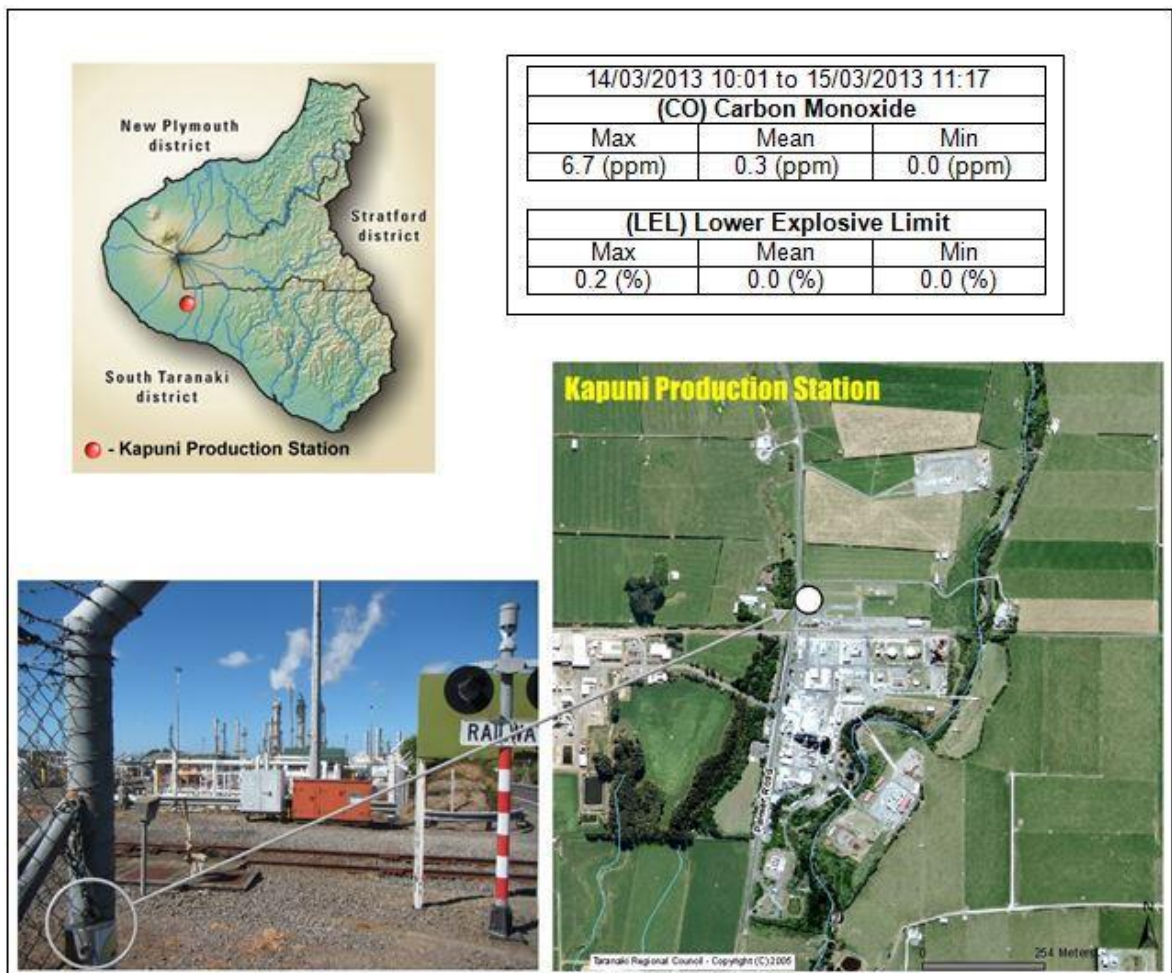 New Plymouth
district
Stratford
district
South Taranaki
district
- Kapuni Production Station
14/03/2013 10:01 to 15/03/2013 11:17
(CO) Carbon Monoxide
Max Mean Min
6.7 (ppm) 0.3 (ppm) 0.0 (ppm)
(LEL) Lower Explosive Limit
Max Mean Min
0.2 (%) 0.0 (%) 0.0 (%)
Kapuni Production Station
RAILWA
Road
0 254 Meters
Taranaki Regional Council - Copyright (C) 2005